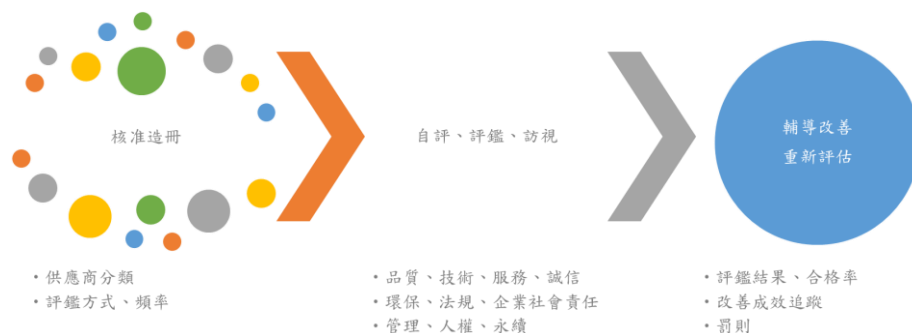 核准造冊
自評、評鑑、訪視
輔導改善
重新評估
・供應商分類
・評鑑方式、頻率
・品質、技術、服務、誠信
・環保、法規、企業社會責任
・管理、人權、永續
・評鑑結果、合格率
・改善成效追蹤
・罰則